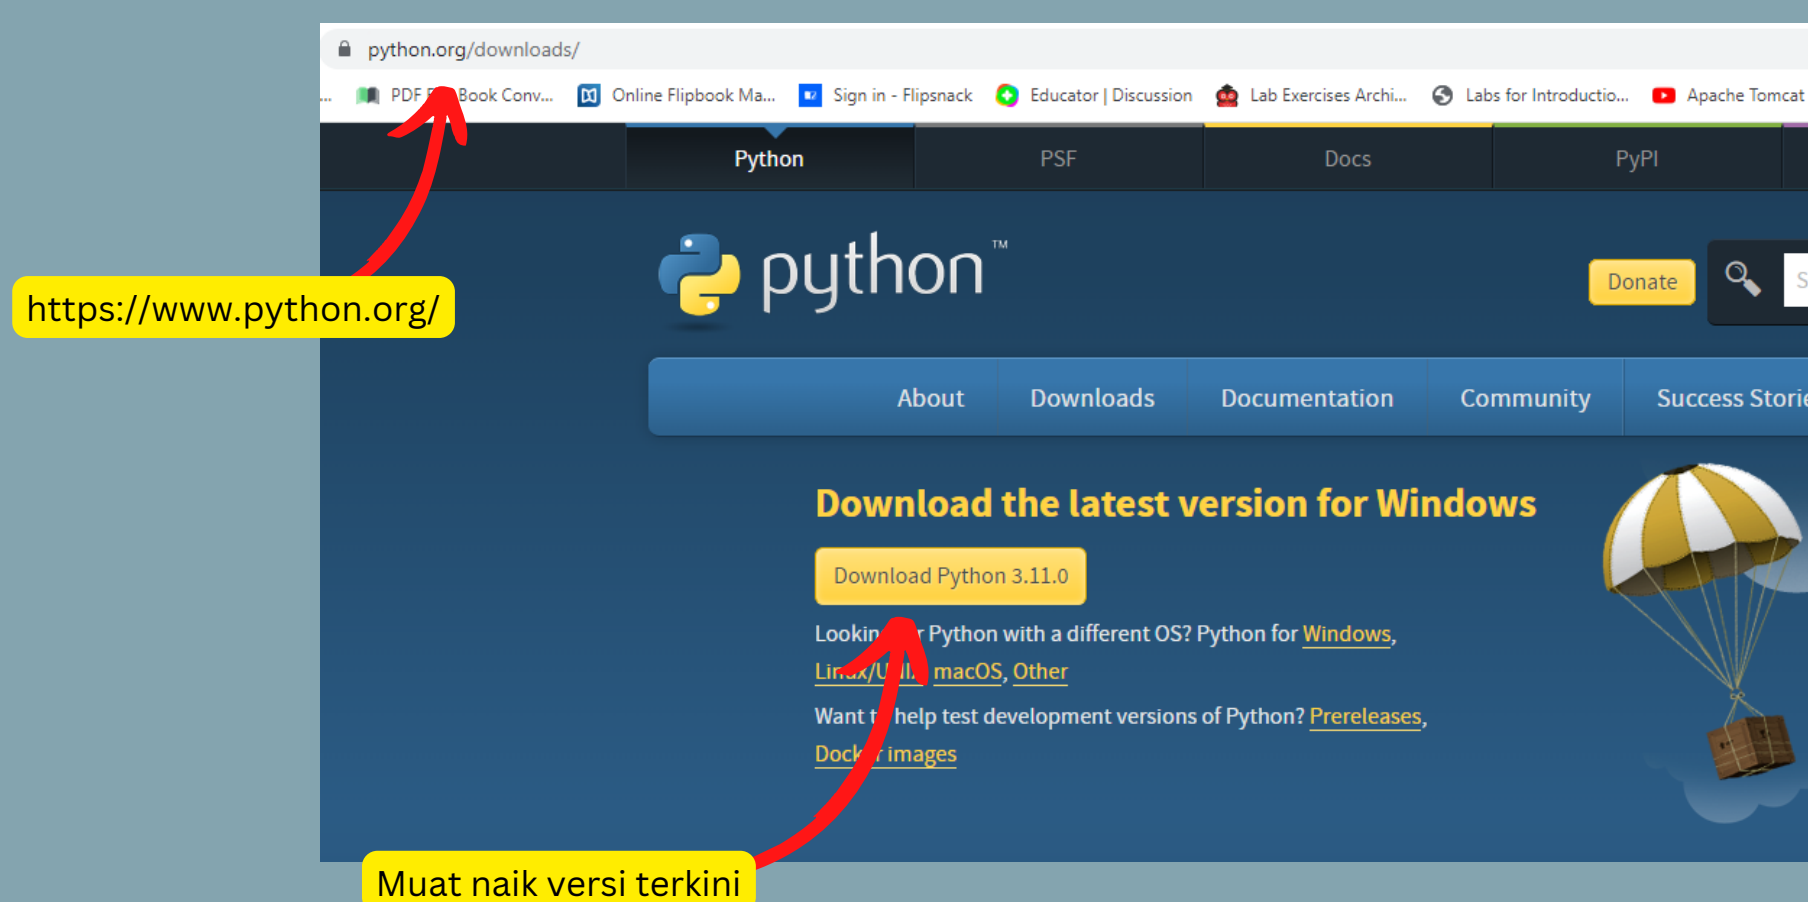 python.org/downloads/
... PDF Book Conv... Online Flipbook Ma... Sign in - Flipsnack Educator | Discussion Lab Exercises Archi... Labs for Introductio... Apache Tomcat
Python PSF Docs PyPI
python™
Donate
https://www.python.org/
About Downloads Documentation Community Success Storie
Download the latest version for Windows
Download Python 3.11.0
Python with a different OS? Python for Windows,
macOS, Other
Want help test development versions of Python? Prereleases,
images
Muat naik versi terkini